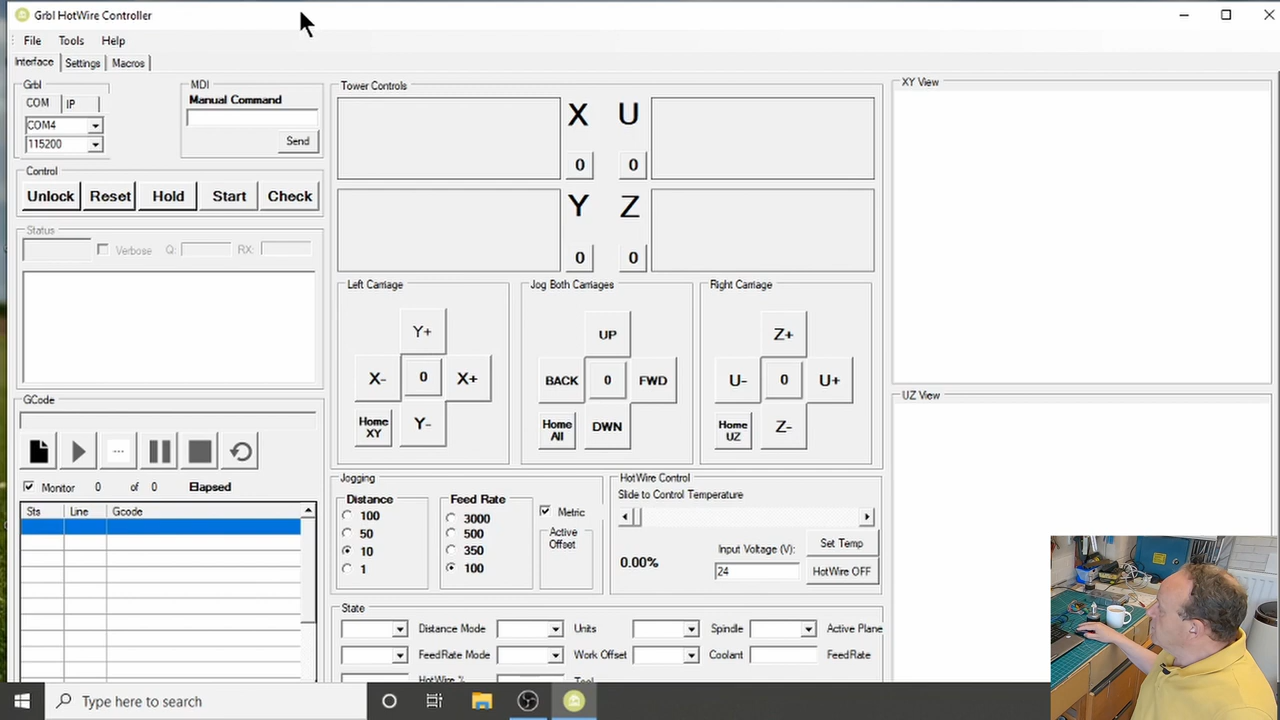 Grbl HotWire Controller
File Tools Help
Interface Settings Macros
Grbl
COM IP
COM4
115200
MDI
Manual Command
Send
Control
Unlock Reset Hold Start Check
Status
Verbose Q: RX:
GCode
...
Monitor 0 of 0 Elapsed
Sts Line Gcode
Tower Controls
X U
0 0
Y Z
0 0
Left Carriage
Y+
X- 0 X+
Home XY
Y-
Jog Both Carriages
UP
BACK 0 FWD
Home All
DWN
Right Carriage
Z+
U- 0 U+
Home UZ
Z-
Jogging
Distance
100
50
10
1
Feed Rate
3000
500
350
100
Metric
Active Offset
HotWire Control
Slide to Control Temperature
0.00%
Input Voltage (V):
24
Set Temp
HotWire OFF
State
Distance Mode Units Spindle Active Plane
FeedRate Mode Work Offset Coolant FeedRate
HotWire % Tool
XY View
UZ View
Type here to search